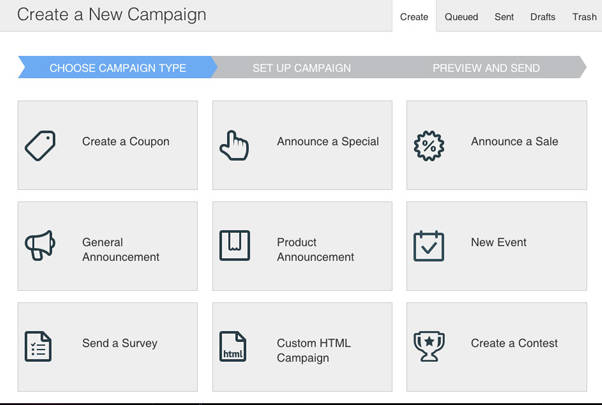 Create a New Campaign
Create Queued Sent Drafts Trash
CHOOSE CAMPAIGN TYPE SET UP CAMPAIGN PREVIEW AND SEND
Create a Coupon
Announce a Special
%
Announce a Sale
General
Announcement
Product
Announcement
New Event
Send a Survey
html
Custom HTML
Campaign
Create a Contest